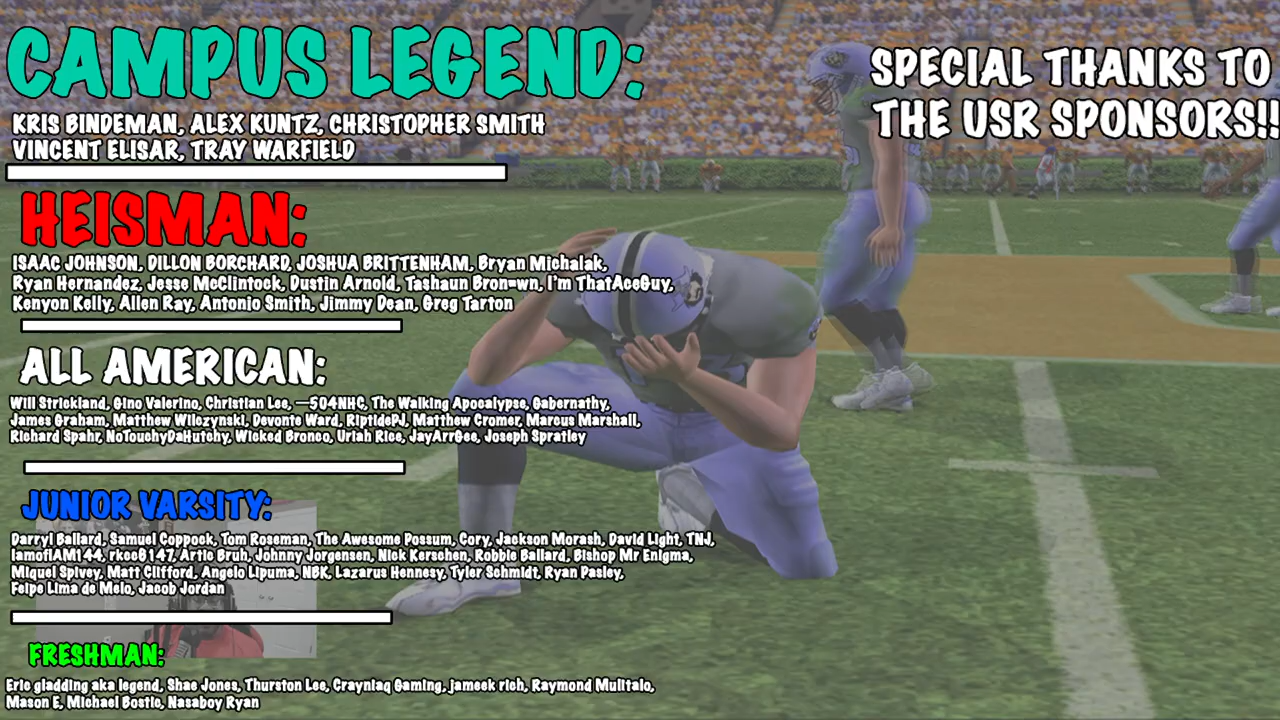 CAMPUS LEGEND:
KRIS BINDEMAN, ALEX KUNTZ, CHRISTOPHER SMITH
VINCENT ELISAR, TRAY WARFIELD
SPECIAL THANKS TO
THE USR SPONSORS!!
HEISMAN:
ISAAC JOHNSON, DILLON BORCHARD, JOSHUA BRITTENHAM, Bryan Michalak,
Ryan Hernandez, Jesse McClintock, Dustin Arnold, Tashaun Bron=wn, I'm ThatAceGuy,
Kenyon Kelly, Allen Ray, Antonio Smith, Jimmy Dean, Greg Tarton
ALL AMERICAN:
Will Strickland, Gino Valerino, Christian Lee, —504NHC, The Walking Apocalypse, Gabernathy,
James Graham, Matthew Wilczynski, Devonte Ward, RiptidePJ, Matthew Cromer, Marcus Marshall,
Richard Spahr, NoTouchyDaHutchy, Wicked Bronco, Uriah Rice, JayArrGee, Joseph Spratley
JUNIOR VARSITY:
Darryl Ballard, Samuel Coppock, Tom Roseman, The Awesome Possum, Cory, Jackson Morash, David Light, TNJ,
IamofIAM144, rkcc6147, Artic Bruh, Johnny Jorgensen, Nick Kerschen, Robbie Ballard, Bishop Mr Enigma,
Miquel Spivey, Matt Clifford, Angelo Lipuma, NBK, Lazarus Hennesy, Tyler Schmidt, Ryan Pasley,
Felpe Lima de Melo, Jacob Jordan
FRESHMAN:
Eric gladding aka legend, Shae Jones, Thurston Lee, Crayniaq Gaming, jameek rich, Raymond Mulitalo,
Mason E, Michael Bostic, Nasaboy Ryan